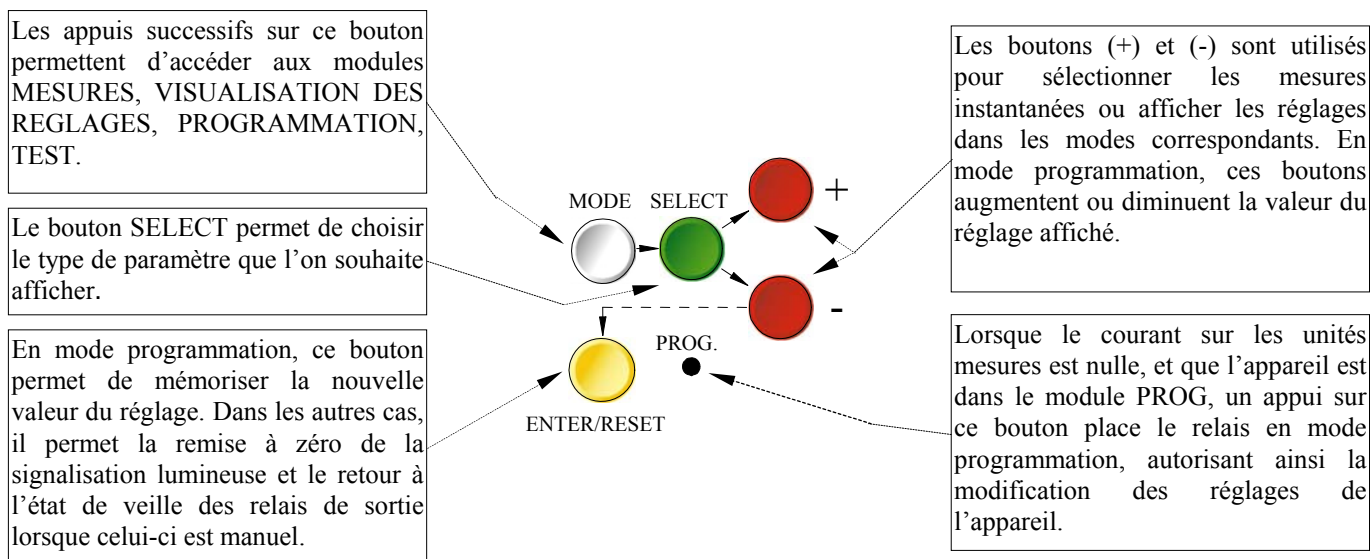 Les appuis successifs sur ce bouton
permettent d’accéder aux modules
MESURES, VISUALISATION DES
REGLAGES, PROGRAMMATION,
TEST.
Le bouton SELECT permet de choisir
le type de paramètre que l’on souhaite
afficher.
En mode programmation, ce bouton
permet de mémoriser la nouvelle
valeur du réglage. Dans les autres cas,
il permet la remise à zéro de la
signalisation lumineuse et le retour à
l’état de veille des relais de sortie
lorsque celui-ci est manuel.
MODE SELECT
+
-
PROG.
ENTER/RESET
Les boutons (+) et (-) sont utilisés
pour sélectionner les mesures
instantanées ou afficher les réglages
dans les modes correspondants. En
mode programmation, ces boutons
augmentent ou diminuent la valeur du
réglage affiché.
Lorsque le courant sur les unités
mesures est nulle, et que l’appareil est
dans le module PROG, un appui sur
ce bouton place le relais en mode
programmation, autorisant ainsi la
modification des réglages de
l’appareil.